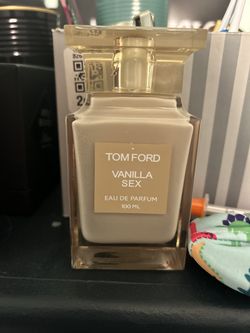 TOM FORD
VANILLA
SEX
EAU DE PARFUM
100 ML